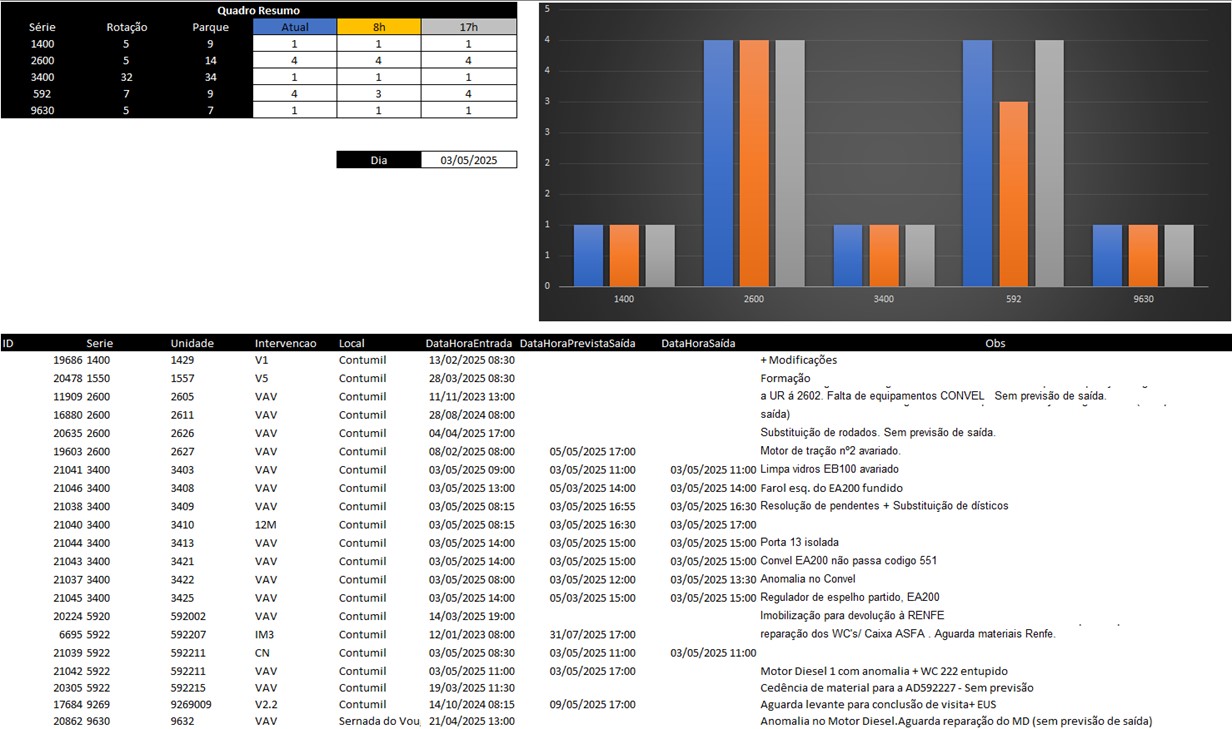 Quadro Resumo
Série Rotação Parque Atual 8h 17h
1400 5 9 1 1 1
2600 5 14 4 4 4
3400 32 34 1 1 1
592 7 9 4 3 4
9630 5 7 1 1 1
Dia 03/05/2025
5
4
4
3
3
2
2
1
1
0
1400 2600 3400 592 9630
ID Serie Unidade Intervencao Local DataHoraEntrada DataHoraPrevistaSaída DataHoraSaída Obs
19686 1400 1429 V1 Contumil 13/02/2025 08:30 + Modificações
20478 1550 1557 V5 Contumil 28/03/2025 08:30 Formação
11909 2600 2605 VAV Contumil 11/11/2023 13:00 a UR á 2602. Falta de equipamentos CONVEL Sem previsão de saída.
16880 2600 2611 VAV Contumil 28/08/2024 08:00 saída)
20635 2600 2626 VAV Contumil 04/04/2025 17:00 Substituição de rodados. Sem previsão de saída.
19603 2600 2627 VAV Contumil 08/02/2025 08:00 05/05/2025 17:00 Motor de tração nº2 avariado.
21041 3400 3403 VAV Contumil 03/05/2025 09:00 03/05/2025 11:00 03/05/2025 11:00 Limpa vidros EB100 avariado
21046 3400 3408 VAV Contumil 03/05/2025 13:00 05/03/2025 14:00 03/05/2025 14:00 Farol esq. do EA200 fundido
21038 3400 3409 VAV Contumil 03/05/2025 08:15 03/05/2025 16:55 03/05/2025 16:30 Resolução de pendentes + Substituição de dísticos
21040 3400 3410 12M Contumil 03/05/2025 08:15 03/05/2025 16:30 03/05/2025 17:00
21044 3400 3413 VAV Contumil 03/05/2025 14:00 03/05/2025 15:00 03/05/2025 15:00 Porta 13 isolada
21043 3400 3421 VAV Contumil 03/05/2025 14:00 03/05/2025 15:00 03/05/2025 15:00 Convel EA200 não passa codigo 551
21037 3400 3422 VAV Contumil 03/05/2025 08:00 03/05/2025 12:00 03/05/2025 13:30 Anomalia no Convel
21045 3400 3425 VAV Contumil 03/05/2025 14:00 05/03/2025 15:00 03/05/2025 15:00 Regulador de espelho partido, EA200
20224 5920 592002 VAV Contumil 14/03/2025 19:00 Imobilização para devolução à RENFE
6695 5922 592207 IM3 Contumil 12/01/2023 08:00 31/07/2025 17:00 reparação dos WC's/ Caixa ASFA . Aguarda materiais Renfe.
21039 5922 592211 CN Contumil 03/05/2025 08:30 03/05/2025 11:00 03/05/2025 11:00
21042 5922 592211 VAV Contumil 03/05/2025 11:00 03/05/2025 17:00 Motor Diesel 1 com anomalia + WC 222 entupido
20305 5922 592215 VAV Contumil 19/03/2025 11:30 Cedência de material para a AD592227 - Sem previsão
17684 9269 9269009 V2.2 Contumil 14/10/2024 08:15 09/05/2025 17:00 Aguarda levante para conclusão de visita+ EUS
20862 9630 9632 VAV Sernada do Vou 21/04/2025 13:00 Anomalia no Motor Diesel.Aguarda reparação do MD (sem previsão de saída)